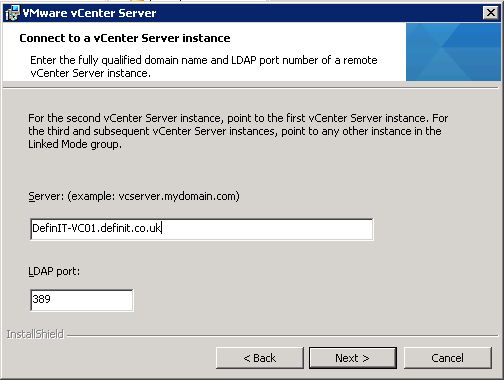 VMware vCenter Server
Connect to a vCenter Server instance
Enter the fully qualified domain name and LDAP port number of a remote
vCenter Server instance.
For the second vCenter Server instance, point to the first vCenter Server instance. For
the third and subsequent vCenter Server instances, point to any other instance in the
Linked Mode group.
Server: (example: vcserver.mydomain.com)
DefinIT-VC01.definit.co.uk
LDAP port:
389
InstallShield
< Back Next > Cancel